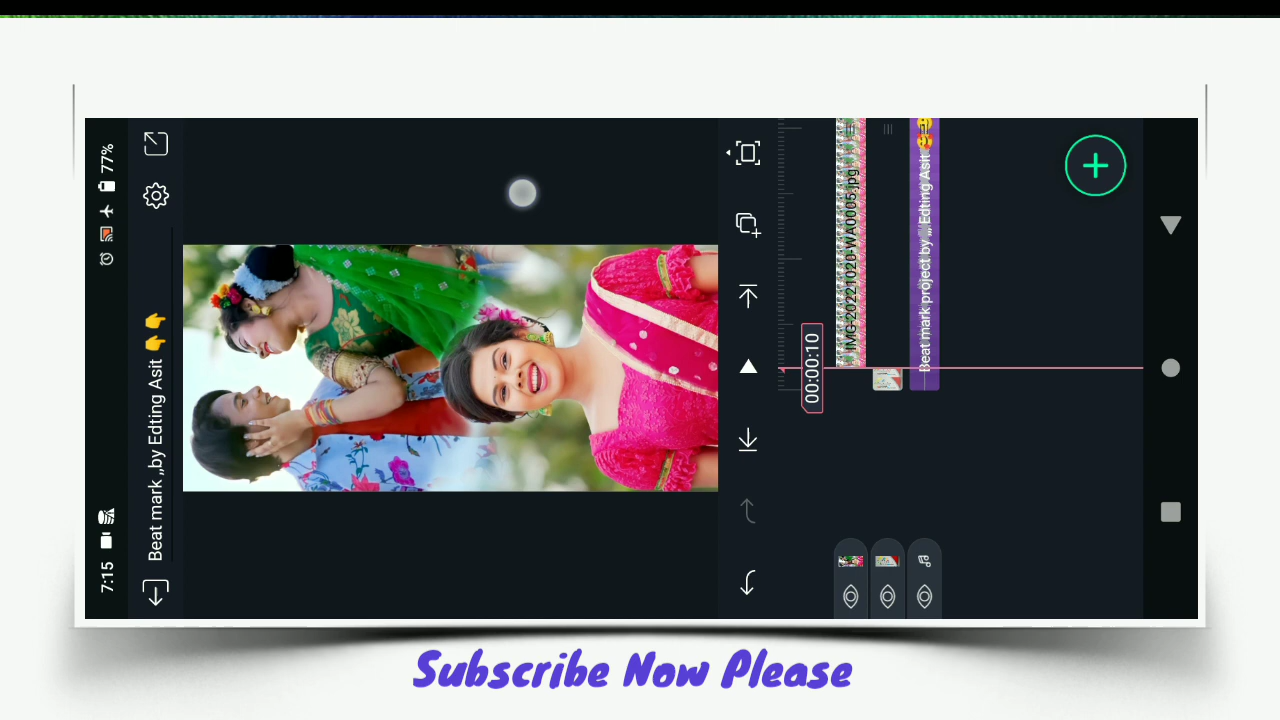 7:15 77%
Beat mark ,,by Edting Asit 👇👇
00:00:10
IMG-20221020-WA0005.jpg
Beat mark project by ,,,,Edting Asit
Subscribe Now Please